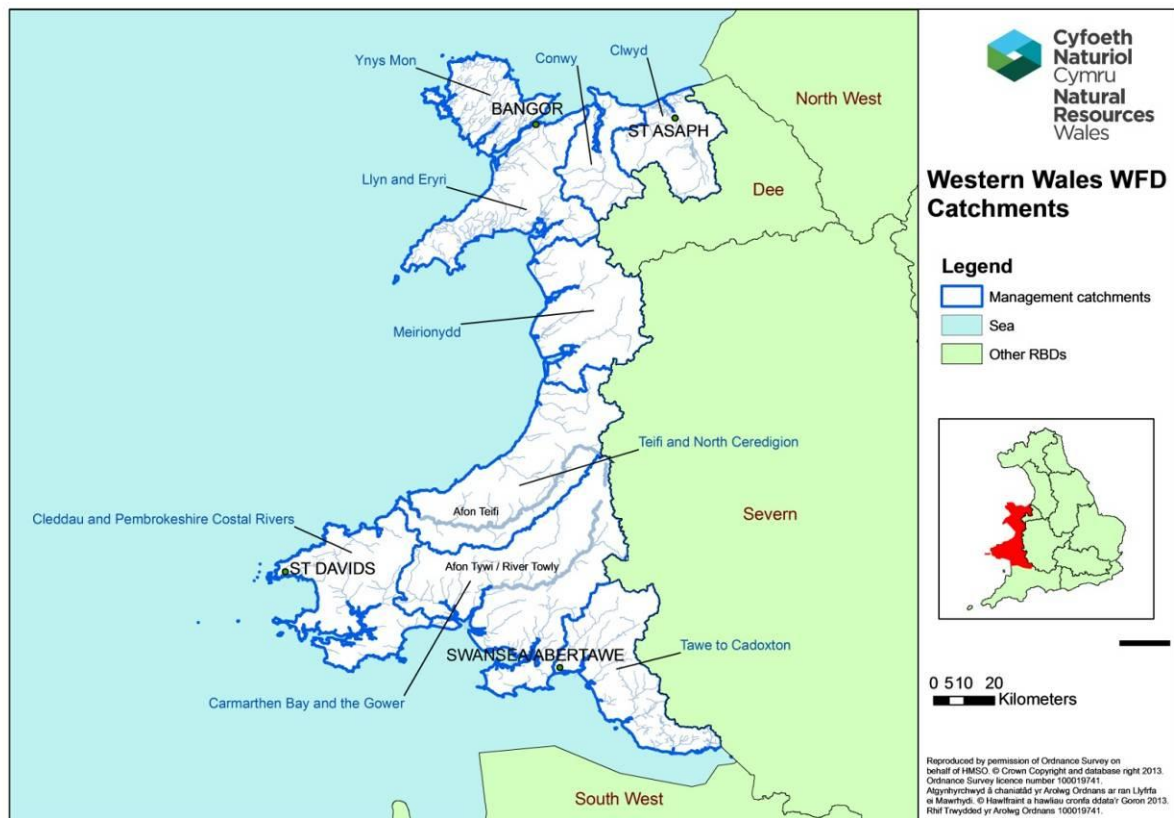 Ynys Mon
Conwy
Clwyd
BANGOR
ST ASAPH
North West
Llyn and Eryri
Dee
Meirionydd
Teifi and North Ceredigion
Afon Teifi
Cleddau and Pembrokeshire Costal Rivers
Severn
ST DAVIDS
Afon Tywi / River Towly
SWANSEA/ABERTAWE
Tawe to Cadoxton
Carmarthen Bay and the Gower
South West
Cyfoeth
Naturiol
Cymru
Natural
Resources
Wales
Western Wales WFD
Catchments
Legend
Management catchments
Sea
Other RBDs
0 510 20
Kilometers
Reproduced by permission of Ordnance Survey on
behalf of HMSO. © Crown Copyright and database right 2013.
Ordnance Survey licence number 100019741.
Atgynhyrchwyd â chaniatâd yr Arolwg Ordnans ar ran Llyfrfa
ei Mawrhydi. © Hawlfraint a hawliau cronfa ddata'r Goron 2013.
Rhif Trwydded yr Arolwg Ordnans 100019741.